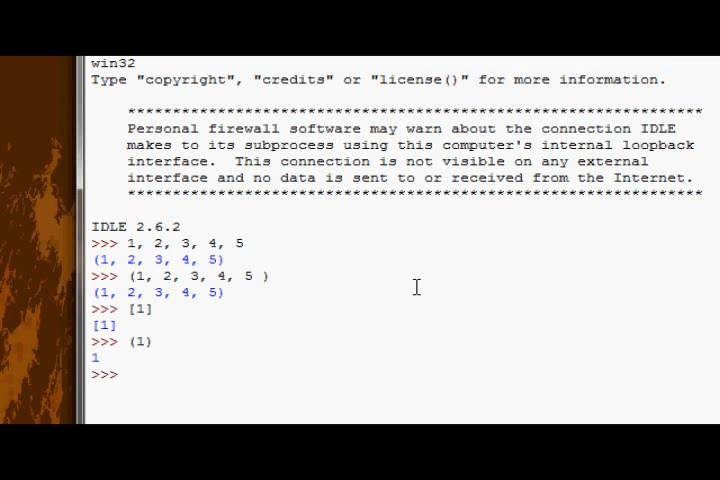 win32
Type "copyright", "credits" or "license()" for more information.
****************************************************************
Personal firewall software may warn about the connection IDLE
makes to its subprocess using this computer's internal loopback
interface.  This connection is not visible on any external
interface and no data is sent to or received from the Internet.
****************************************************************
IDLE 2.6.2
>>> 1, 2, 3, 4, 5
(1, 2, 3, 4, 5)
>>> (1, 2, 3, 4, 5 )
(1, 2, 3, 4, 5)
>>> [1]
[1]
>>> (1)
1
>>>